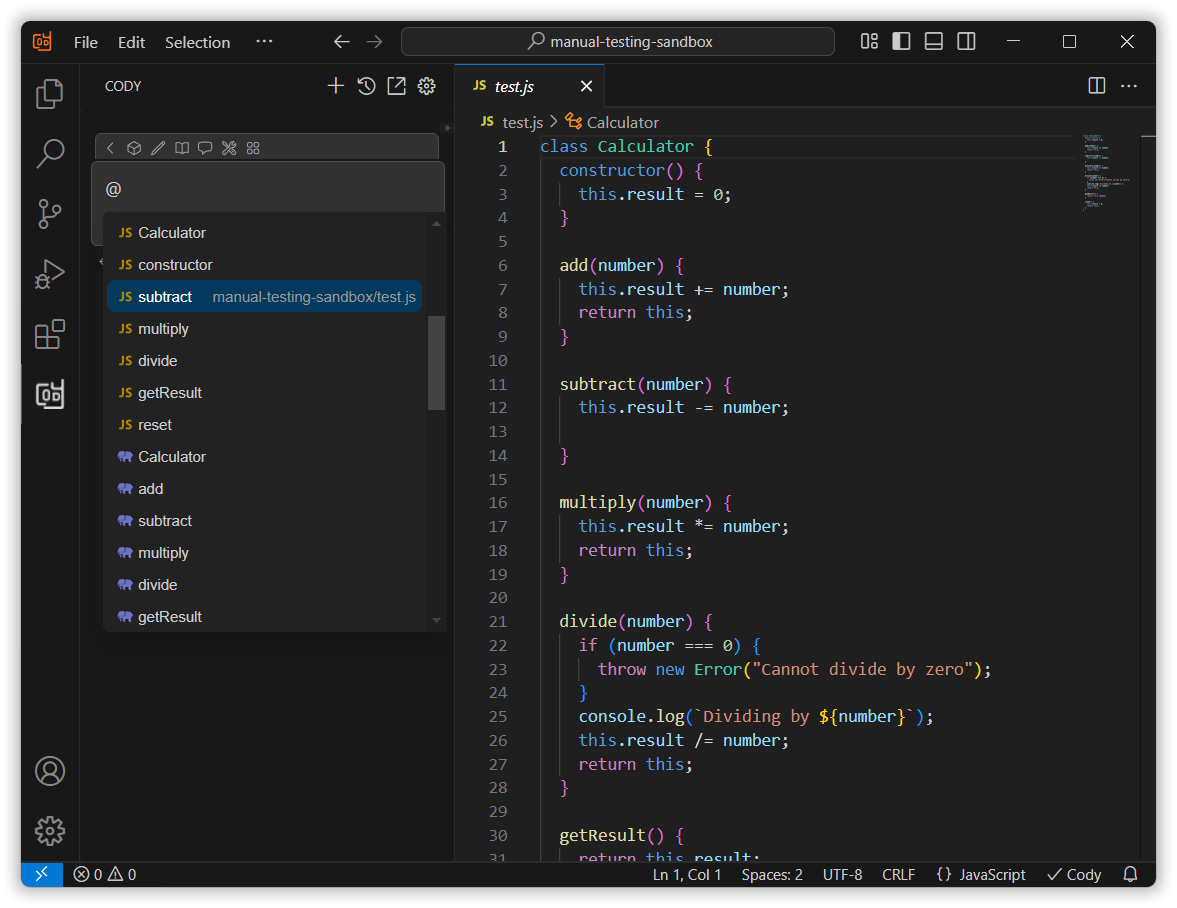 File Edit Selection ··· manual-testing-sandbox
CODY
@
JS Calculator
JS constructor
JS subtract manual-testing-sandbox/test.js
JS multiply
JS divide
JS getResult
JS reset
Calculator
add
subtract
multiply
divide
getResult
JS test.js
JS test.js > Calculator
1 class Calculator {
2 constructor() {
3 this.result = 0;
4 }
5
6 add(number) {
7 this.result += number;
8 return this;
9 }
10
11 subtract(number) {
12 this.result -= number;
13
14 }
15
16 multiply(number) {
17 this.result *= number;
18 return this;
19 }
20
21 divide(number) {
22 if (number === 0) {
23 throw new Error("Cannot divide by zero");
24 }
25 console.log(`Dividing by ${number}`);
26 this.result /= number;
27 return this;
28 }
29
30 getResult() {
31 return this.result;
0 0 Ln 1, Col 1 Spaces: 2 UTF-8 CRLF {} JavaScript Cody